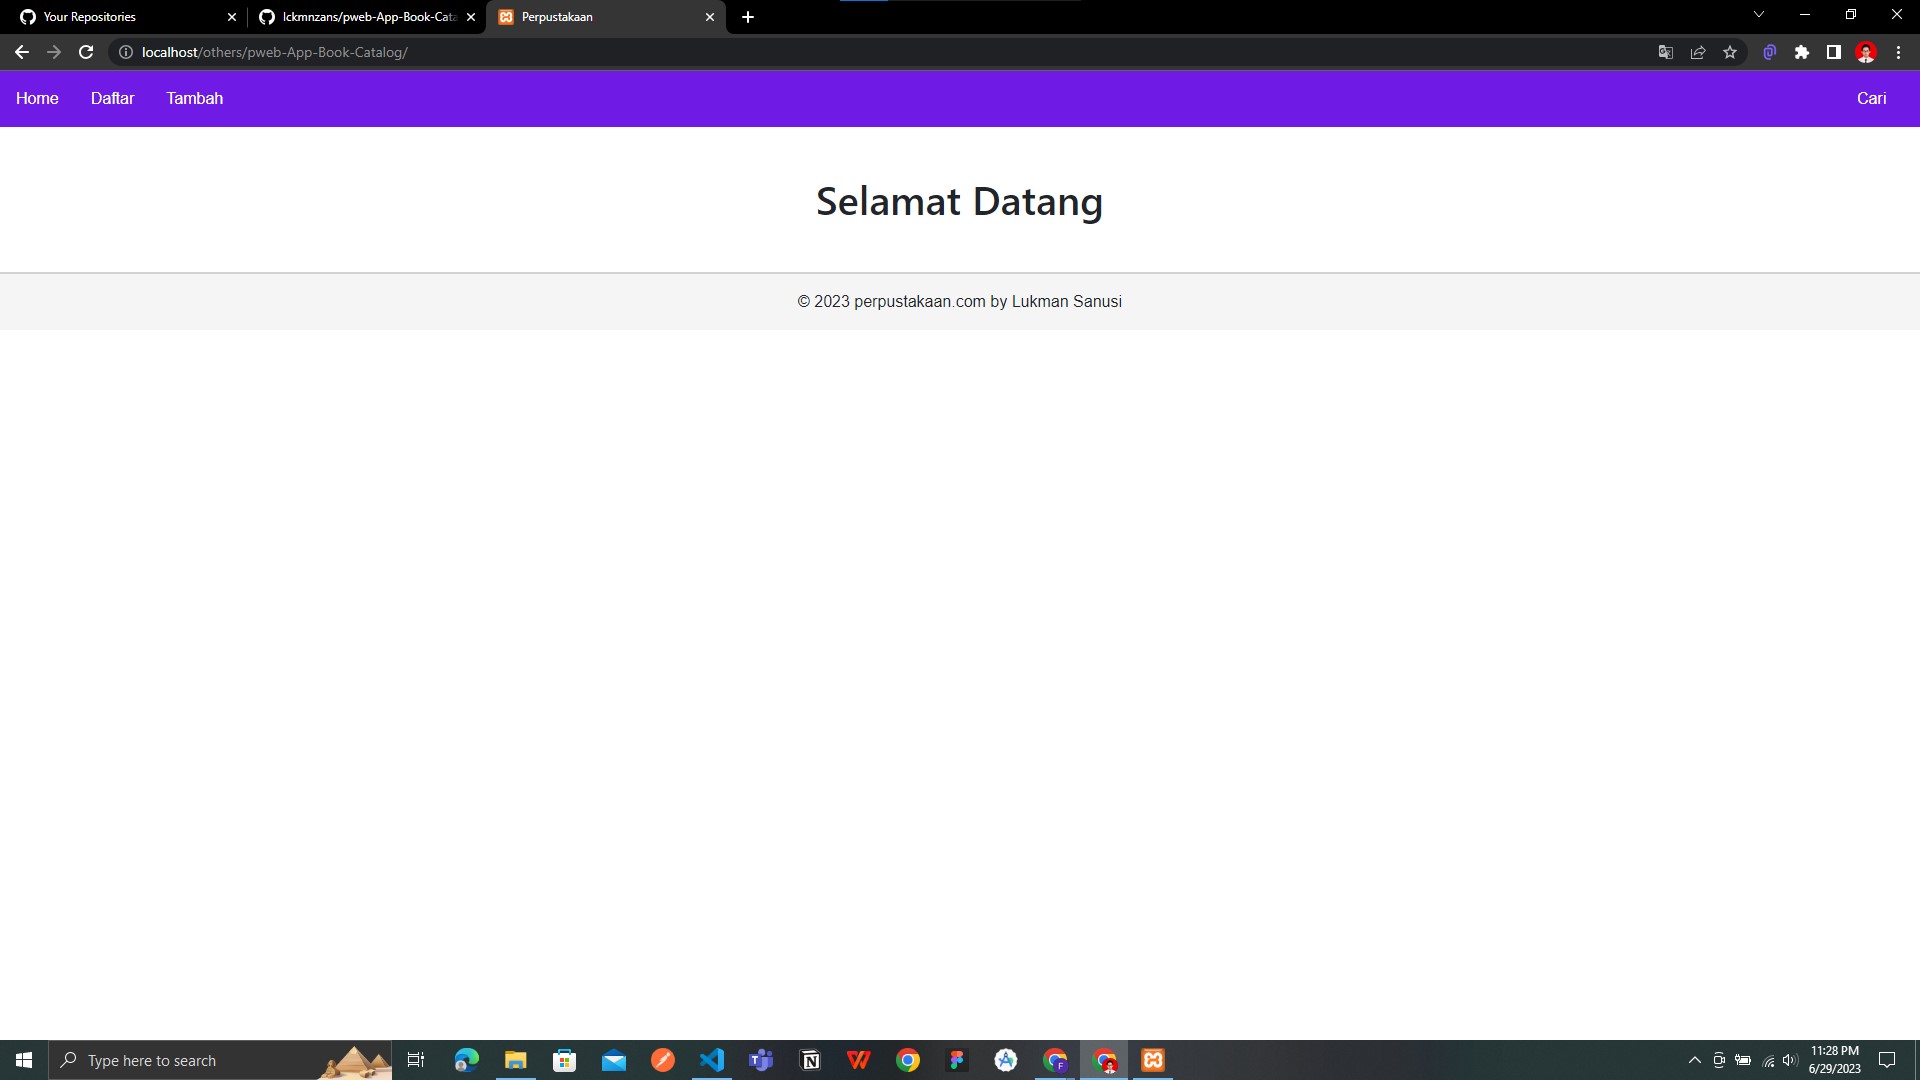 Your Repositories
lckmnzans/pweb-App-Book-Cata
Perpustakaan
localhost/others/pweb-App-Book-Catalog/
Home Daftar Tambah Cari
Selamat Datang
© 2023 perpustakaan.com by Lukman Sanusi
Type here to search
11:28 PM
6/29/2023